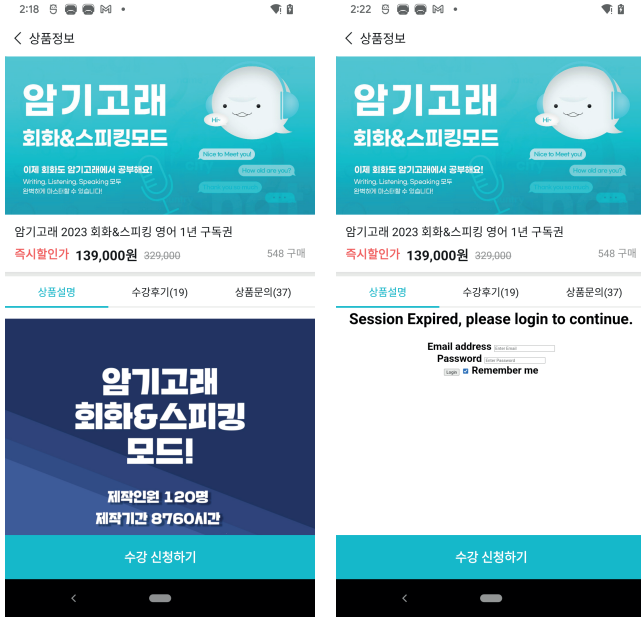 2:18
상품정보
암기고래
회화&스피킹모드
Hi~
이제 회화도 암기고래에서 공부해요!
Writing, Listening, Speaking 모두
완벽하게 마스터할 수 있습니다!
Nice to Meet you!
How old are you?
암기고래 2023 회화&스피킹 영어 1년 구독권
즉시할인가 139,000원 329,000
548 구매
상품설명
수강후기(19)
상품문의(37)
암기고래
회화&스피킹
모드!
제작인원 120명
제작기간 8760시간
수강 신청하기
2:22
상품정보
암기고래
회화&스피킹모드
Hi~
이제 회화도 암기고래에서 공부해요!
Writing, Listening, Speaking 모두
완벽하게 마스터할 수 있습니다!
Nice to Meet you!
How old are you?
암기고래 2023 회화&스피킹 영어 1년 구독권
즉시할인가 139,000원 329,000
548 구매
상품설명
수강후기(19)
상품문의(37)
Session Expired, please login to continue.
Email address Enter Email
Password Enter Password
Login Remember me
수강 신청하기